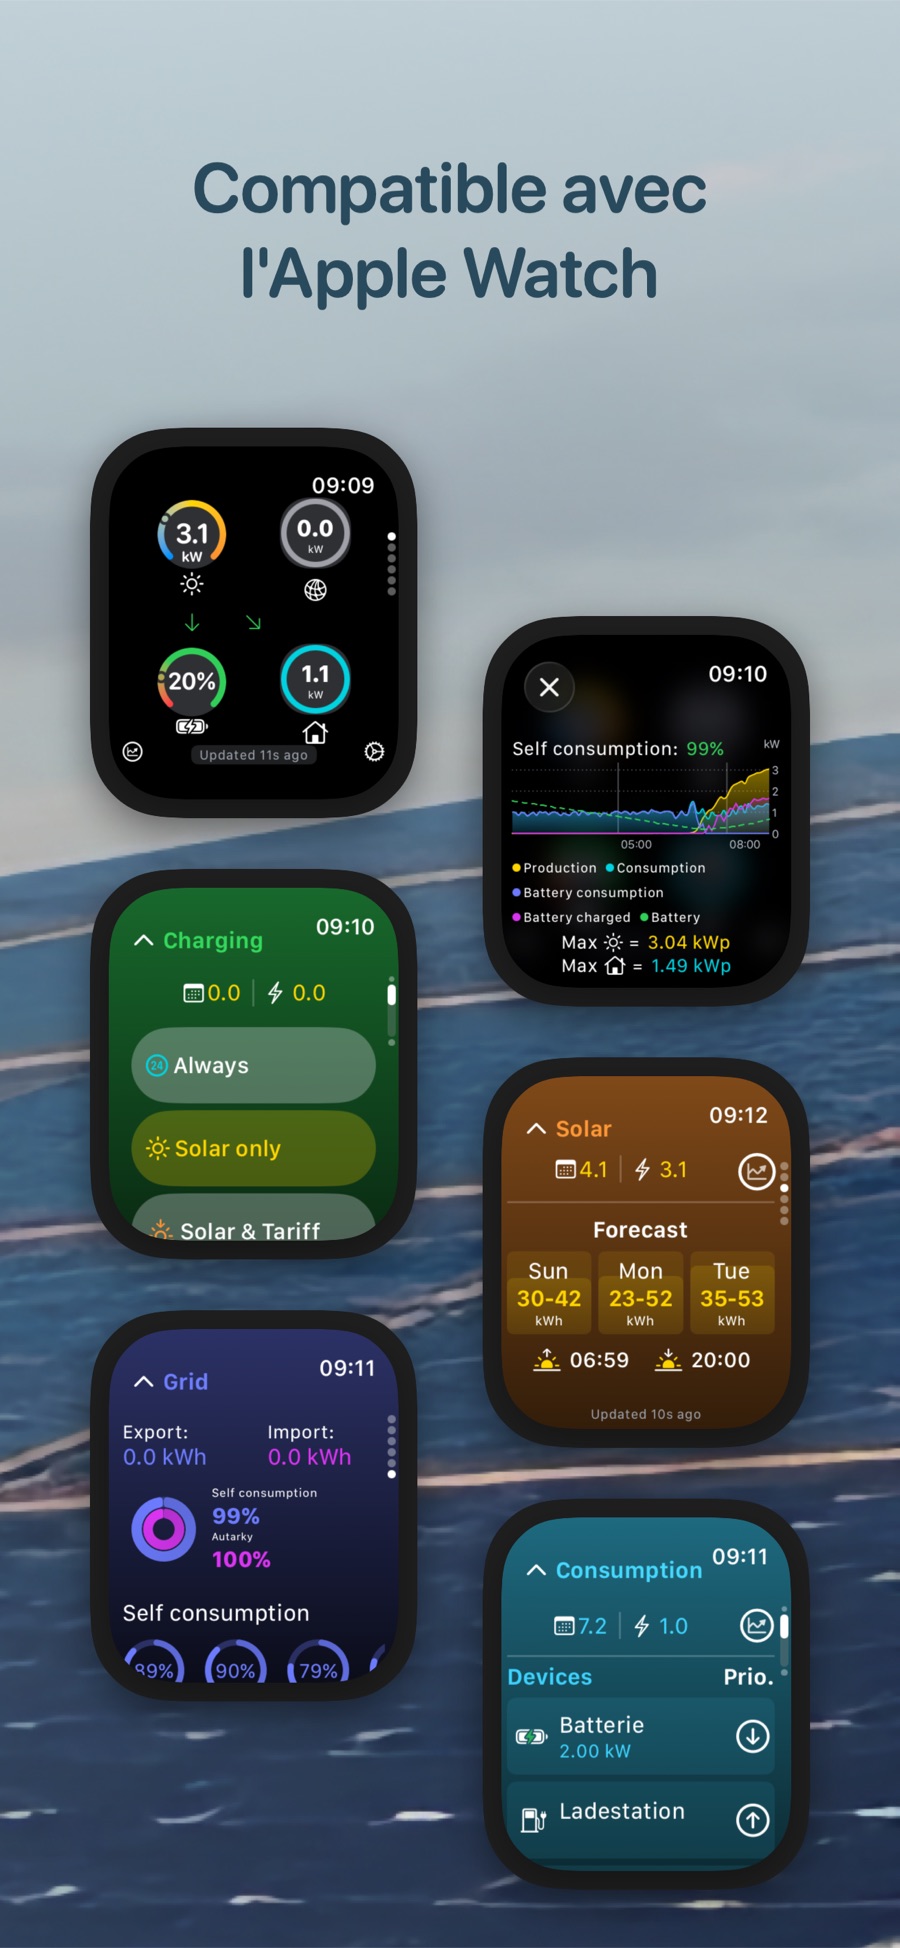 Compatible avec
l'Apple Watch
09:09
3.1
kW
0.0
kW
20%
1.1
kW
Updated 11s ago
09:10
Self consumption: 99%
kW
3
2
1
0
05:00
08:00
Production
Consumption
Battery consumption
Battery charged
Battery
Max = 3.04 kWp
Max = 1.49 kWp
09:10
Charging
0.0
0.0
24
Always
Solar only
Solar & Tariff
09:12
Solar
4.1
3.1
Forecast
Sun
30-42
kWh
Mon
23-52
kWh
Tue
35-53
kWh
06:59
20:00
Updated 10s ago
09:11
Grid
Export:
0.0 kWh
Import:
0.0 kWh
Self consumption
99%
Autarky
100%
Self consumption
89%
90%
79%
09:11
Consumption
7.2
1.0
Devices
Prio.
Batterie
2.00 kW
Ladestation